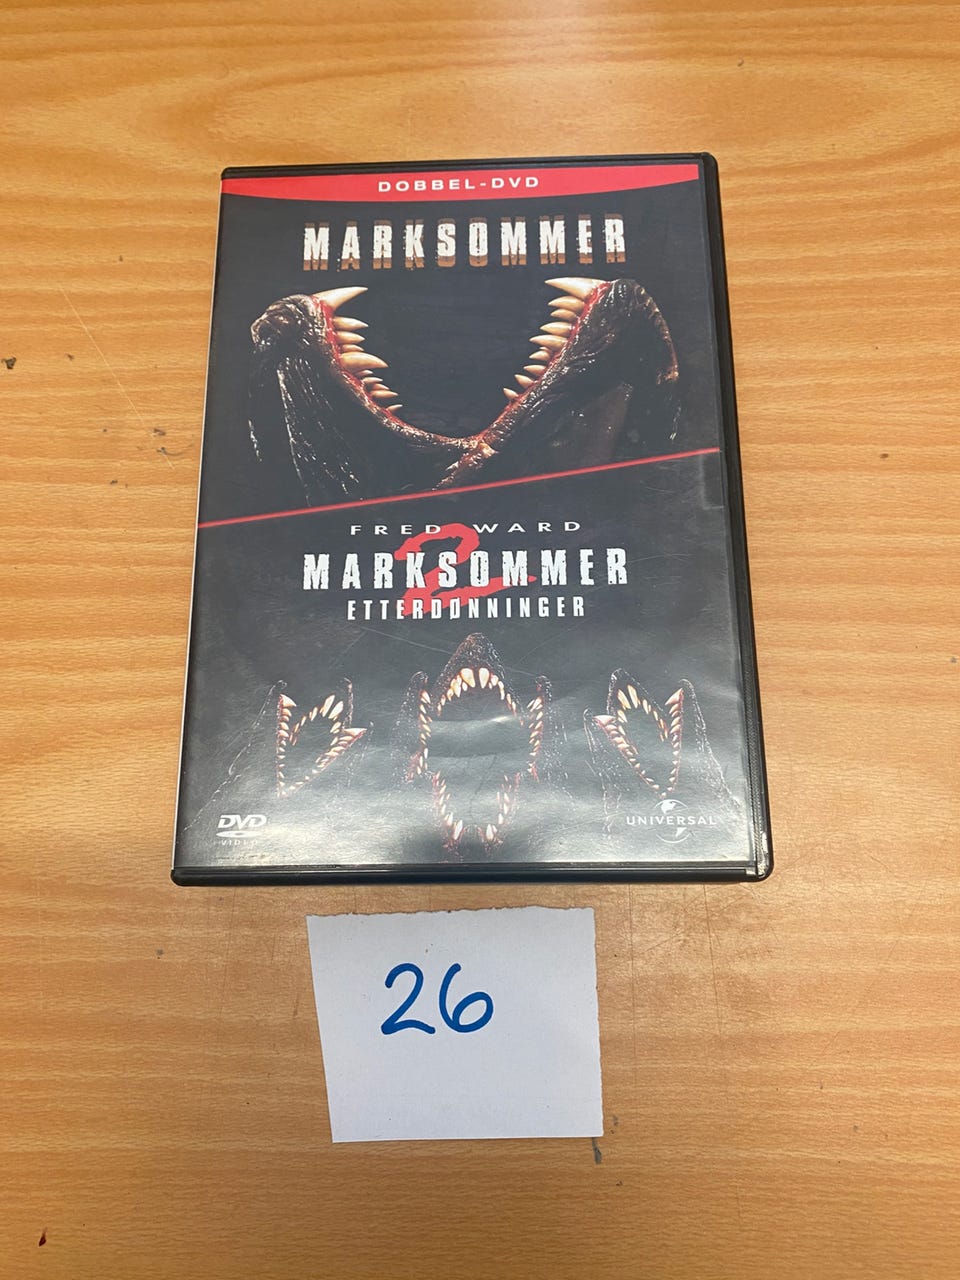 DOBBEL-DVD
MARKSOMMER
FRED WARD
2
MARKSOMMER
ETTERDØNNINGER
DVD
VIDEO
UNIVERSAL
26